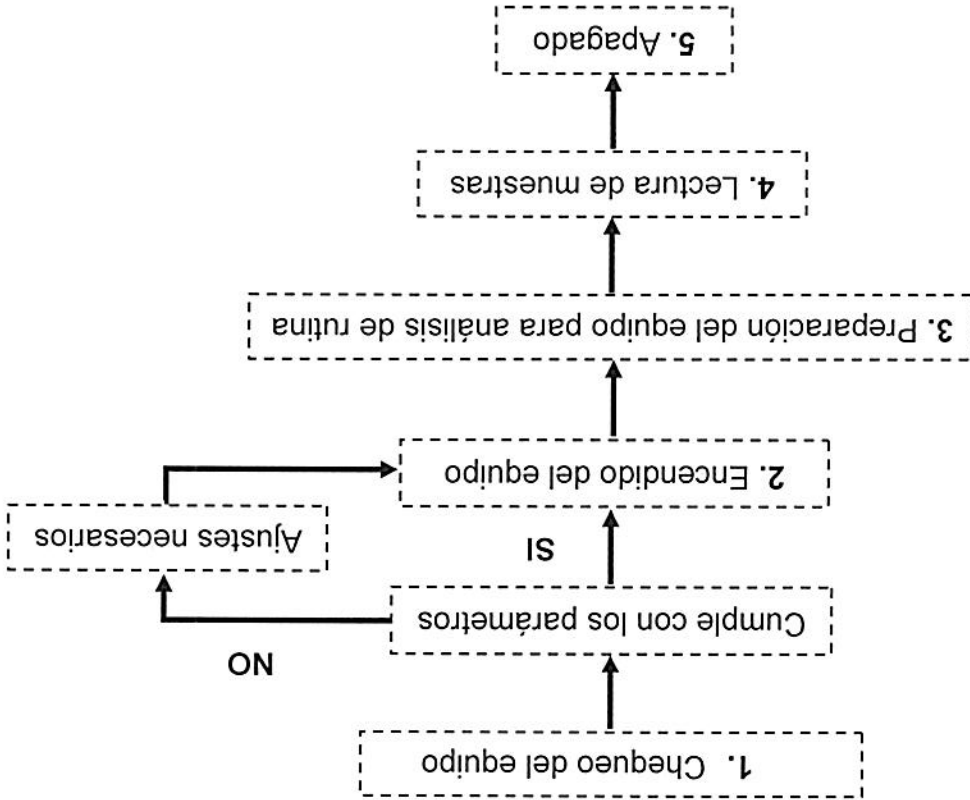 1. Chequeo del equipo
NO
Cumple con los parámetros
SI
Ajustes necesarios
2. Encendido del equipo
3. Preparación del equipo para análisis de rutina
4. Lectura de muestras
5. Apagado